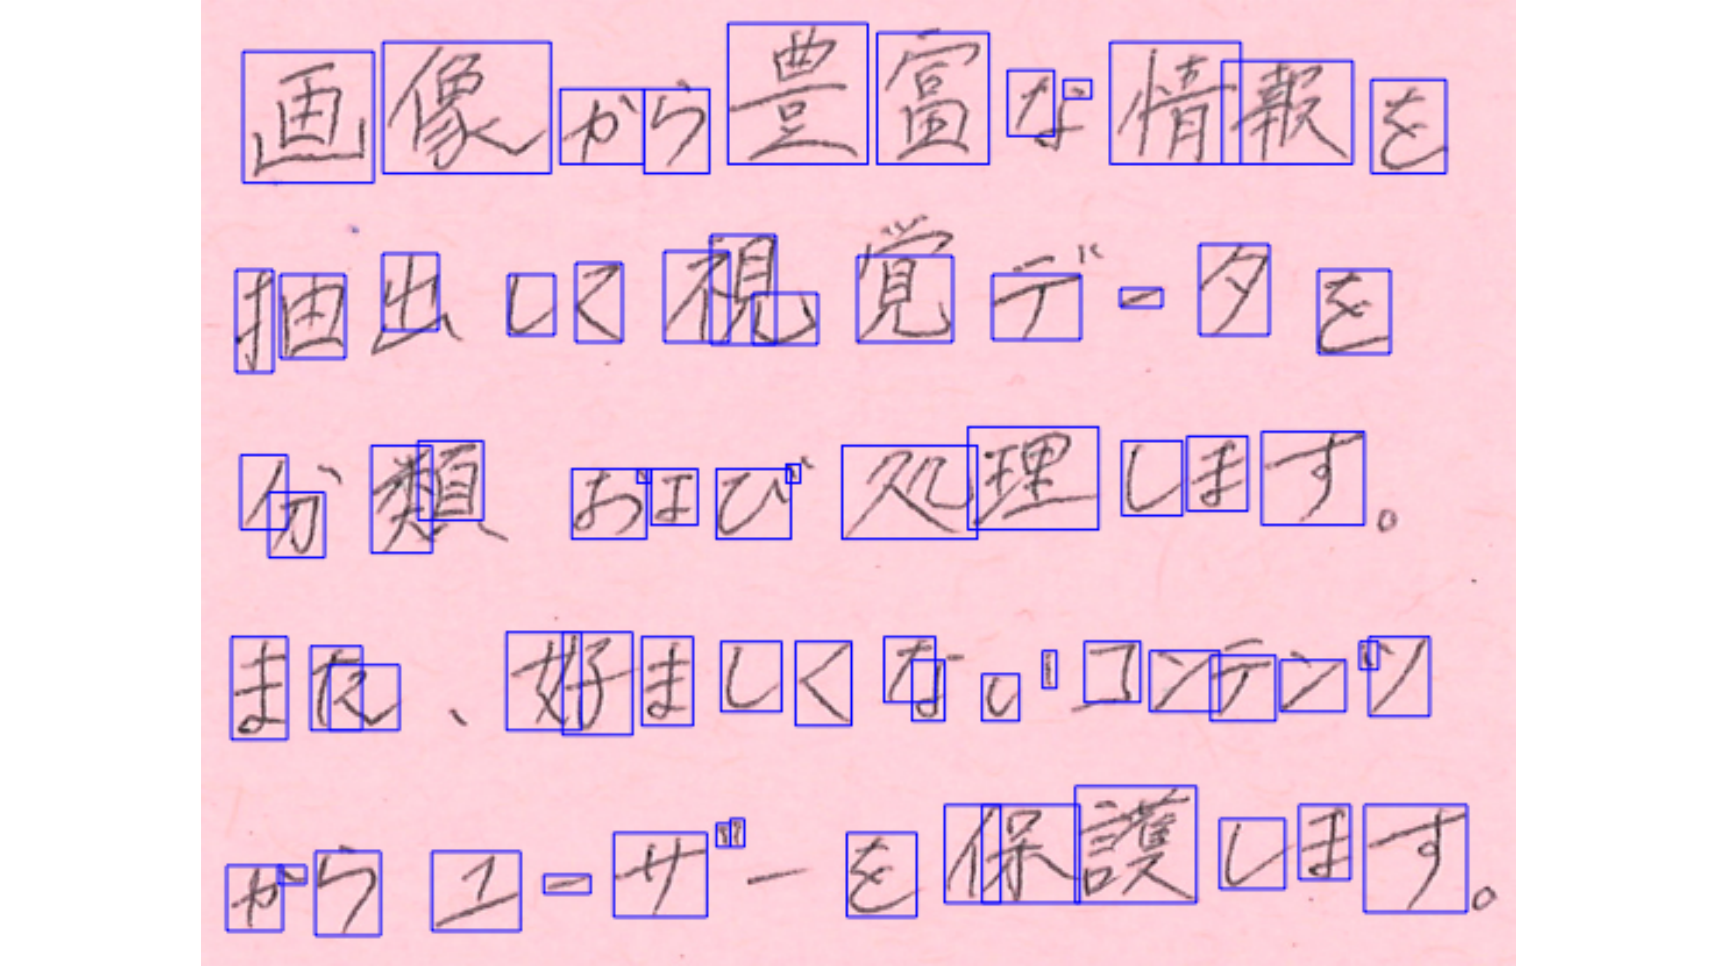 画像から豊富な情報を
抽出して視覚データを
分類および処理します。
また、好ましくないコンテンツ
からユーザーを保護します。